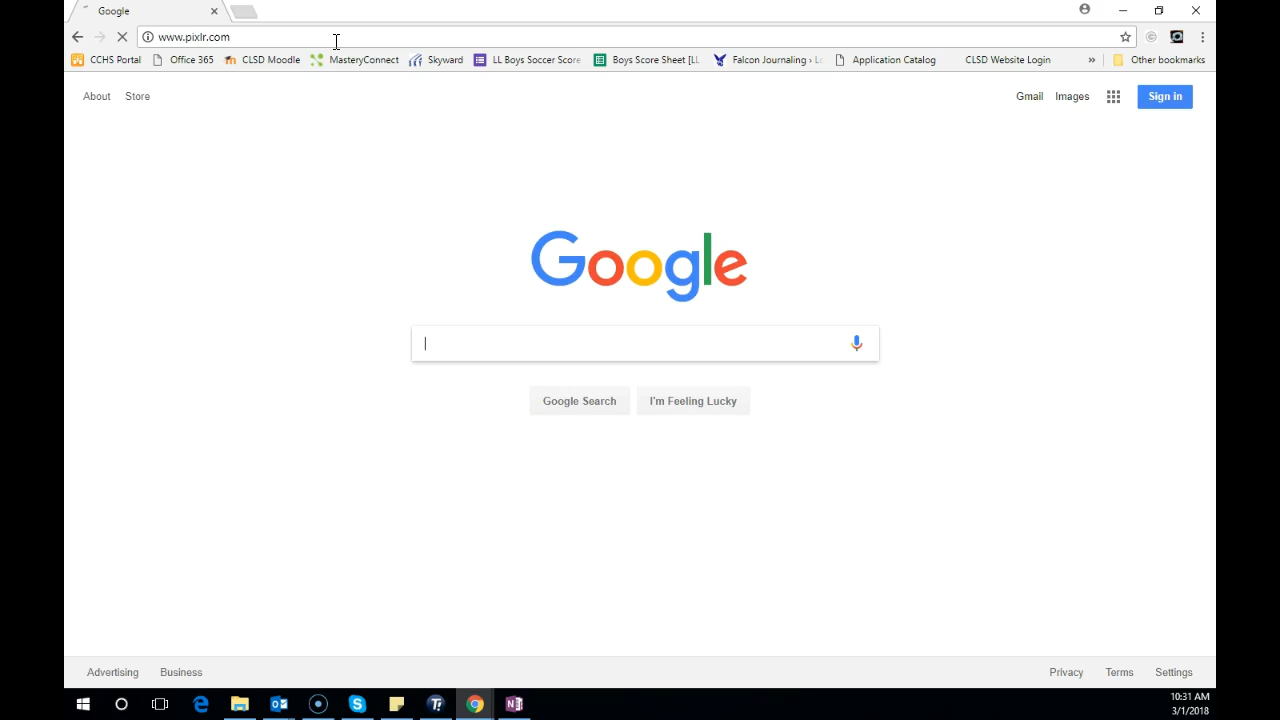 Google
www.pixlr.com
CCHS Portal Office 365 CLSD Moodle MasteryConnect Skyward LL Boys Soccer Score Boys Score Sheet [LL Falcon Journaling › Lo Application Catalog CLSD Website Login » Other bookmarks
About Store Gmail Images Sign in
Google
Google Search I'm Feeling Lucky
Advertising Business Privacy Terms Settings
10:31 AM
3/1/2018